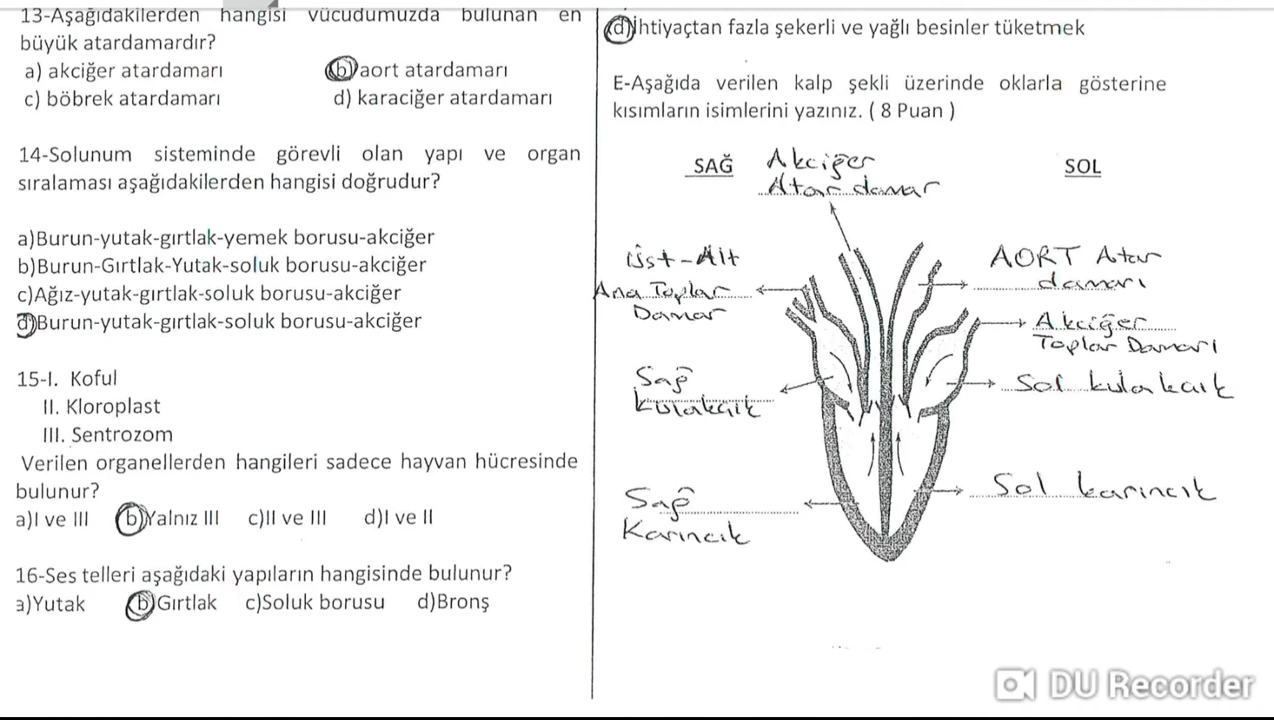 13-Aşağıdakilerden hangisi vücudumuzda bulunan en
büyük atardamardır?
a) akciğer atardamarı b) aort atardamarı
c) böbrek atardamarı d) karaciğer atardamarı
14-Solunum sisteminde görevli olan yapı ve organ
sıralaması aşağıdakilerden hangisi doğrudur?
a)Burun-yutak-gırtlak-yemek borusu-akciğer
b)Burun-Gırtlak-Yutak-soluk borusu-akciğer
c)Ağız-yutak-gırtlak-soluk borusu-akciğer
d)Burun-yutak-gırtlak-soluk borusu-akciğer
15-I. Koful
II. Kloroplast
III. Sentrozom
Verilen organellerden hangileri sadece hayvan hücresinde
bulunur?
a)I ve III b)Yalnız III c)II ve III d)I ve II
16-Ses telleri aşağıdaki yapıların hangisinde bulunur?
a)Yutak b)Gırtlak c)Soluk borusu d)Bronş
d)İhtiyaçtan fazla şekerli ve yağlı besinler tüketmek
E-Aşağıda verilen kalp şekli üzerinde oklarla gösterine
kısımların isimlerini yazınız. ( 8 Puan )
SAĞ
Akciğer
Atar damar
SOL
Üst-Alt
Ana Toplar
Damar
AORT Atar
damarı
Akciğer
Toplar Damarı
Sağ
Kulakçık
Sol kulakcık
Sağ
Karıncık
Sol karıncık
DU Recorder